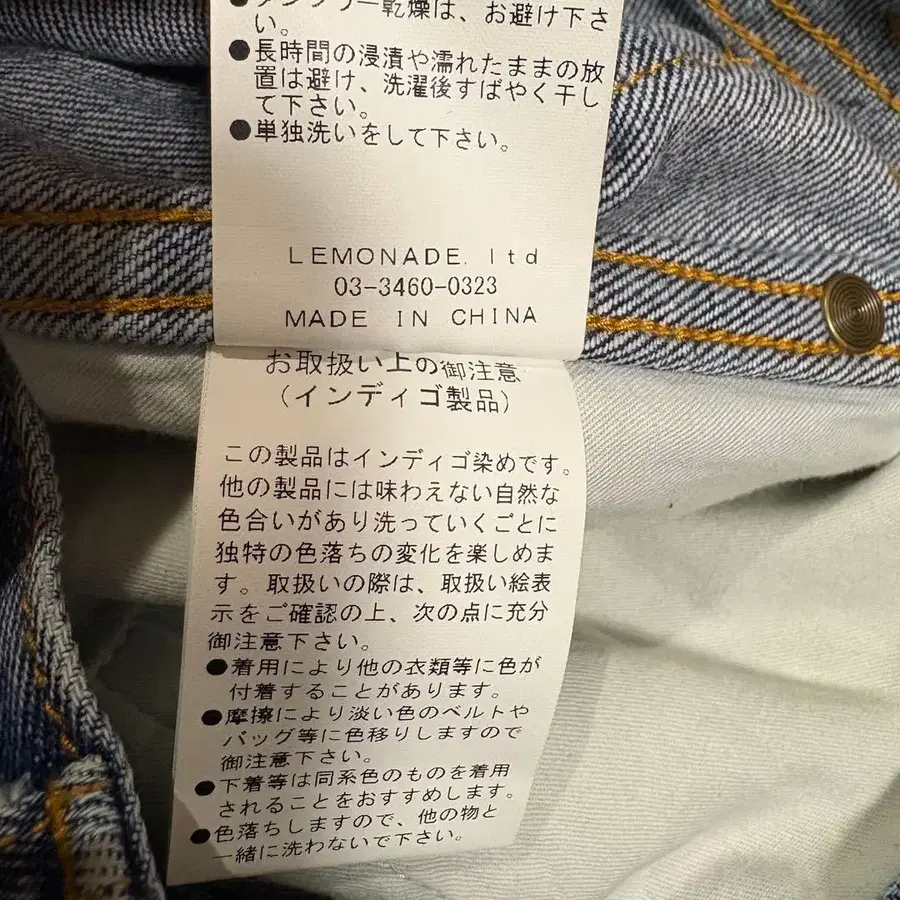 ●タンブラー乾燥は、お避け下さ
い。
●長時間の浸漬や濡れたままの放
置は避け、洗濯後すばやく干し
て下さい。
●単独洗いをして下さい。
LEMONADE. ltd
03-3460-0323
MADE IN CHINA
お取扱い上の御注意
(インディゴ製品)
この製品はインディゴ染めです。
他の製品には味わえない自然な
色合いがあり洗っていくごとに
独特の色落ちの変化を楽しめま
す。取扱いの際は、取扱い絵表
示をご確認の上、次の点に充分
御注意下さい。
●着用により他の衣類等に色が
付着することがあります。
●摩擦により淡い色のベルトや
バッグ等に色移りしますので
御注意下さい。
●下着等は同系色のものを着用
されることをおすすめします。
●色落ちしますので、他の物と
一緒に洗わないで下さい。